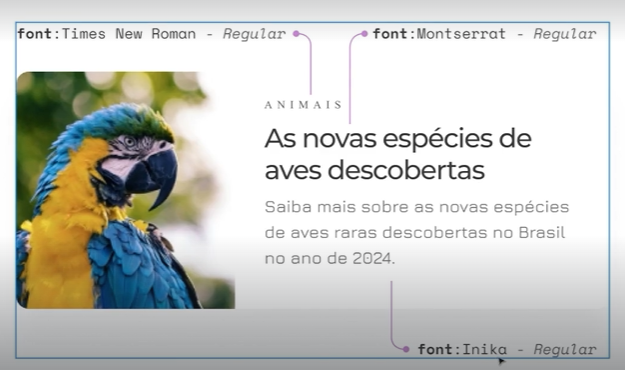 font:Times New Roman - Regular
font:Montserrat - Regular
ANIMAIS
As novas espécies de
aves descobertas
Saiba mais sobre as novas espécies
de aves raras descobertas no Brasil
no ano de 2024.
font:Inika - Regular